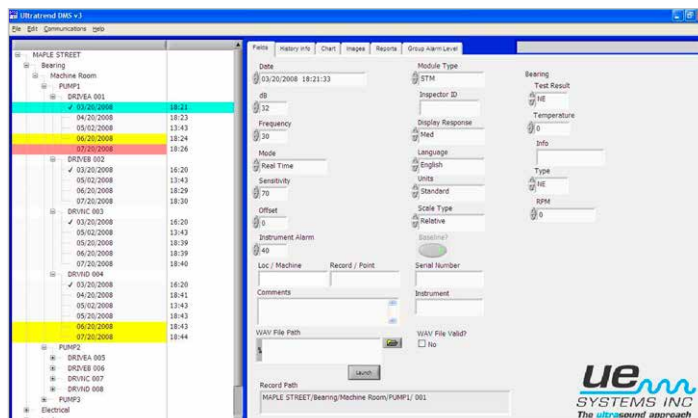 Ultratrend DMS v3
File Edit Communications Help
Fields History Info Chart Images Reports Group Alarm Level
MAPLE STREET
Bearing
Machine Room
PUMP1
DRIVEA 001
✓ 03/20/2008 18:21
04/20/2008 18:23
05/02/2008 13:43
06/20/2008 18:24
07/20/2008 18:26
DRIVEB 002
✓ 03/20/2008 16:20
05/02/2008 13:43
06/20/2008 18:29
07/20/2008 18:30
DRVNC 003
✓ 03/20/2008 16:20
05/02/2008 13:43
05/20/2008 18:39
06/20/2008 18:39
07/20/2008 18:40
DRVND 004
✓ 03/20/2008 16:20
04/20/2008 18:41
05/02/2008 13:43
05/20/2008 18:43
06/20/2008 18:43
07/20/2008 18:44
PUMP2
DRIVEA 005
DRIVEB 006
DRVNC 007
DRVND 008
PUMP3
Electrical
Date
03/20/2008 18:21:33
dB
32
Frequency
30
Mode
Real Time
Sensitivity
70
Offset
0
Instrument Alarm
40
Loc / Machine Record / Point
Comments
WAV File Path
Launch
Record Path
MAPLE STREET/Bearing/Machine Room/PUMP1/ 001
Module Type
STM
Inspector ID
Display Response
Med
Language
English
Units
Standard
Scale Type
Relative
Baseline?
Serial Number
Instrument
WAV File Valid?
No
Bearing
Test Result
NE
Temperature
0
Info
Type
NE
RPM
0
ue
SYSTEMS INC
The ultrasound approach